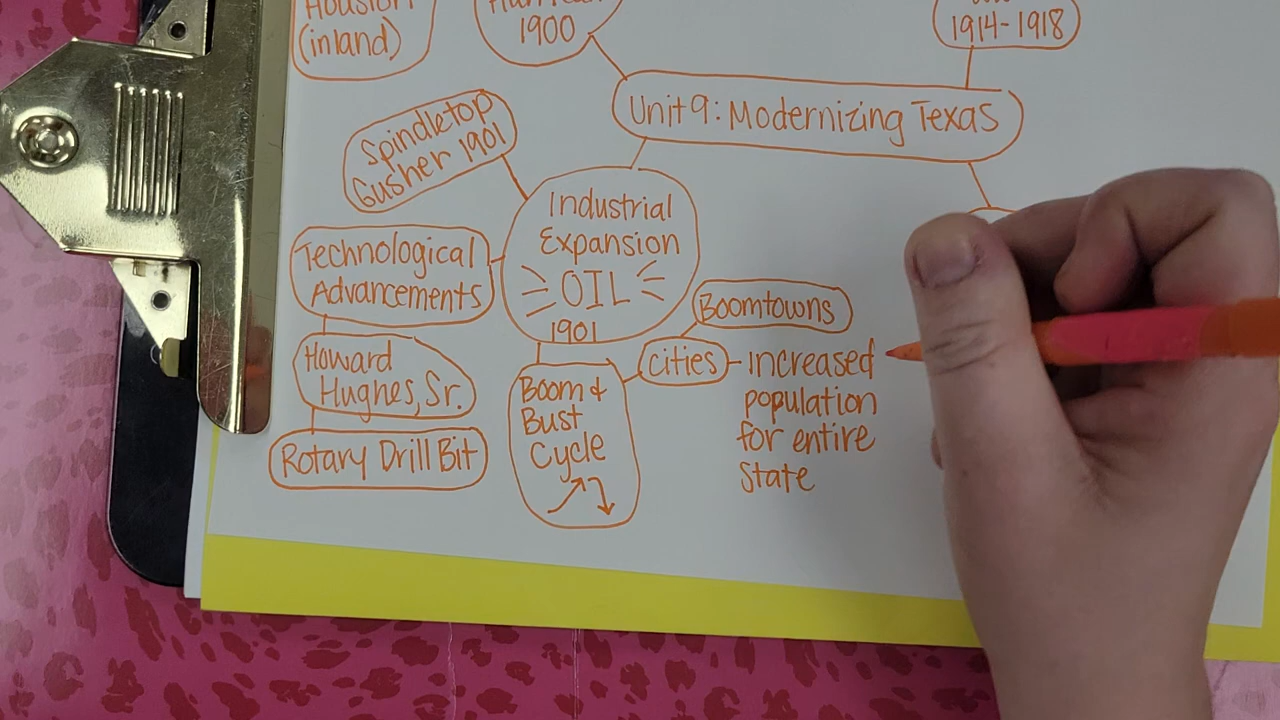 Houston
(inland)
1900
1914-1918
Unit 9: Modernizing Texas
Spindletop
Gusher 1901
Industrial
Expansion
OIL
1901
Technological
Advancements
Howard
Hughes, Sr.
Rotary Drill Bit
Boom &
Bust
Cycle
Boomtowns
Cities - increased
population
for entire
State